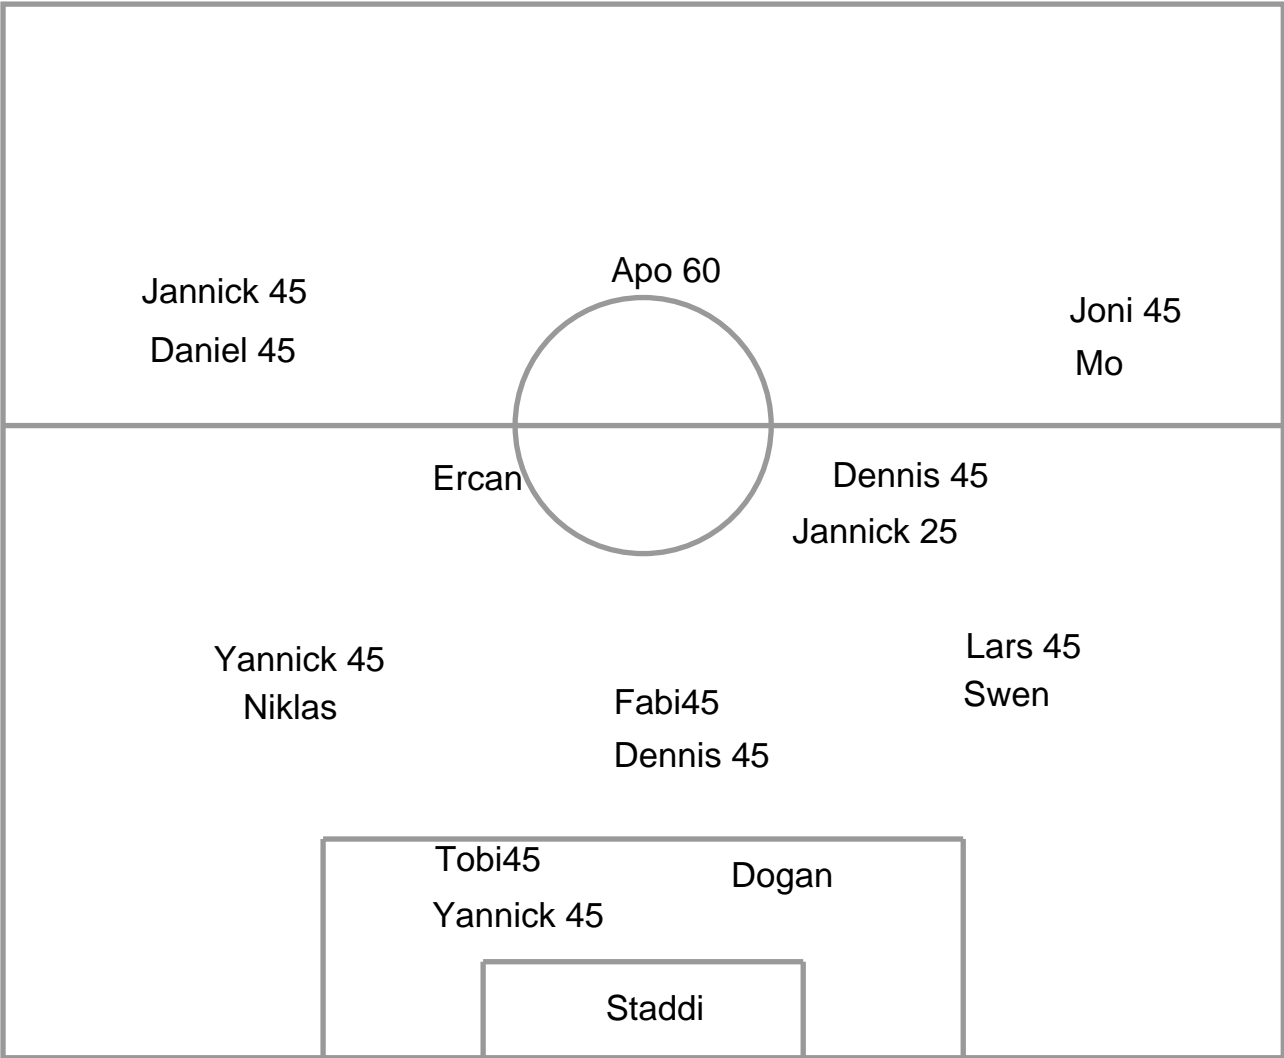 Apo 60
Jannick 45
Daniel 45
Joni 45
Mo
Ercan
Dennis 45
Jannick 25
Yannick 45
Niklas
Fabi45
Dennis 45
Lars 45
Swen
Tobi45
Yannick 45
Dogan
Staddi